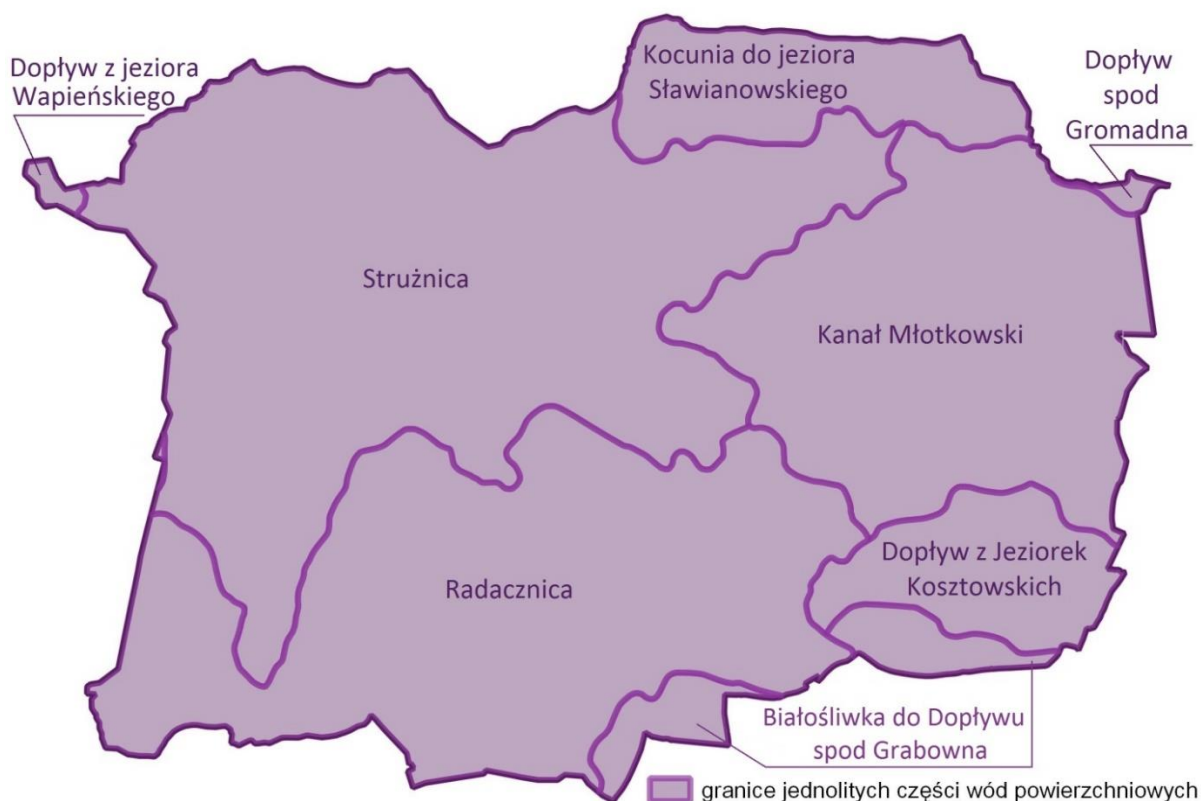 Kocunia do jeziora
Sławianowskiego
Dopływ z jeziora
Wapieńskiego
Dopływ
spod
Gromadna
Strużnica
Kanał Młotkowski
Dopływ z Jeziorek
Kosztowskich
Radacznica
Białośliwka do Dopływu
spod Grabowna
granice jednolitych części wód powierzchniowych